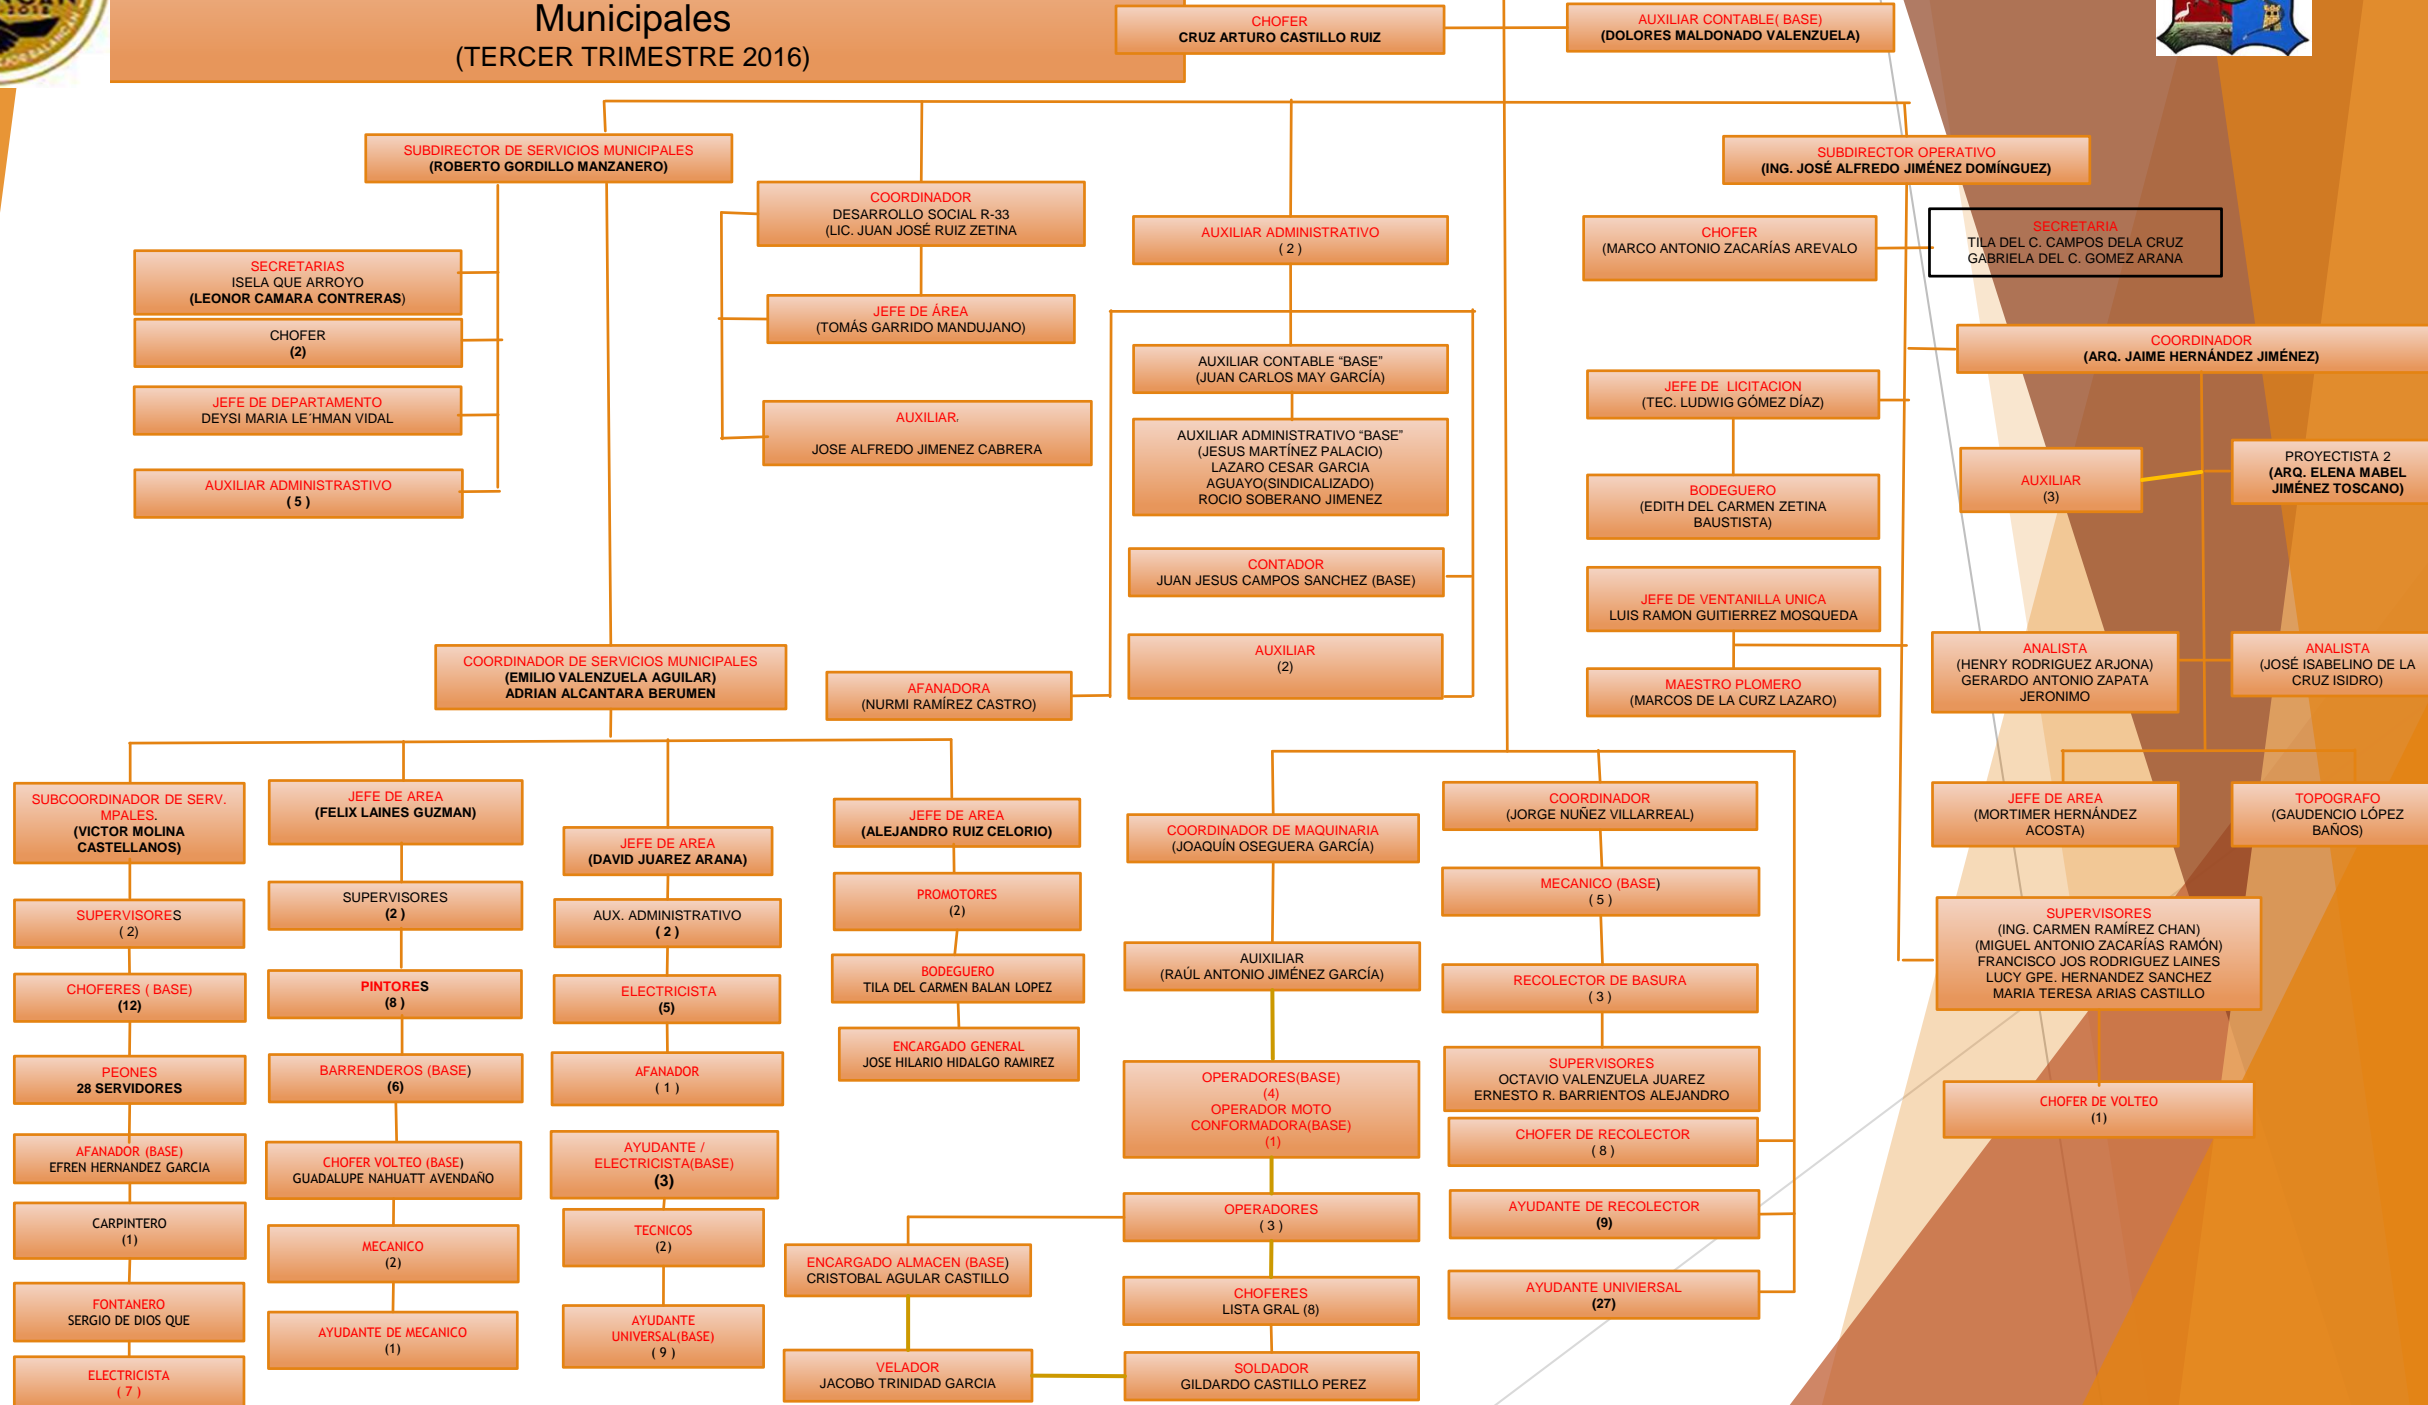 Municipales
(TERCER TRIMESTRE 2016)
2018
CHOFER
CRUZ ARTURO CASTILLO RUIZ
AUXILIAR CONTABLE( BASE)
(DOLORES MALDONADO VALENZUELA)
SUBDIRECTOR DE SERVICIOS MUNICIPALES
(ROBERTO GORDILLO MANZANERO)
SECRETARIAS
ISELA QUE ARROYO
(LEONOR CAMARA CONTRERAS)
CHOFER
(2)
JEFE DE DEPARTAMENTO
DEYSI MARIA LE´HMAN VIDAL
AUXILIAR ADMINISTRASTIVO
( 5 )
COORDINADOR
DESARROLLO SOCIAL R-33
(LIC. JUAN JOSÉ RUIZ ZETINA
JEFE DE ÁREA
(TOMÁS GARRIDO MANDUJANO)
AUXILIAR.
JOSE ALFREDO JIMENEZ CABRERA
AUXILIAR ADMINISTRATIVO
( 2 )
AUXILIAR CONTABLE “BASE”
(JUAN CARLOS MAY GARCÍA)
AUXILIAR ADMINISTRATIVO “BASE”
(JESUS MARTÍNEZ PALACIO)
LAZARO CESAR GARCIA
AGUAYO(SINDICALIZADO)
ROCIO SOBERANO JIMENEZ
CONTADOR
JUAN JESUS CAMPOS SANCHEZ (BASE)
AUXILIAR
(2)
AFANADORA
(NURMI RAMÍREZ CASTRO)
SUBDIRECTOR OPERATIVO
(ING. JOSÉ ALFREDO JIMÉNEZ DOMÍNGUEZ)
CHOFER
(MARCO ANTONIO ZACARÍAS AREVALO
SECRETARIA
TILA DEL C. CAMPOS DELA CRUZ
GABRIELA DEL C. GOMEZ ARANA
JEFE DE  LICITACION
(TEC. LUDWIG GÓMEZ DÍAZ)
BODEGUERO
(EDITH DEL CARMEN ZETINA
BAUSTISTA)
JEFE DE VENTANILLA UNICA
LUIS RAMON GUITIERREZ MOSQUEDA
MAESTRO PLOMERO
(MARCOS DE LA CURZ LAZARO)
COORDINADOR
(ARQ. JAIME HERNÁNDEZ JIMÉNEZ)
AUXILIAR
(3)
PROYECTISTA 2
(ARQ. ELENA MABEL
JIMÉNEZ TOSCANO)
ANALISTA
(HENRY RODRIGUEZ ARJONA)
GERARDO ANTONIO ZAPATA
JERONIMO
ANALISTA
(JOSÉ ISABELINO DE LA
CRUZ ISIDRO)
JEFE DE AREA
(MORTIMER HERNÁNDEZ
ACOSTA)
TOPOGRAFO
(GAUDENCIO LÓPEZ
BAÑOS)
SUPERVISORES
(ING. CARMEN RAMÍREZ CHAN)
(MIGUEL ANTONIO ZACARÍAS RAMÓN)
FRANCISCO JOS RODRIGUEZ LAINES
LUCY GPE. HERNANDEZ SANCHEZ
MARIA TERESA ARIAS CASTILLO
CHOFER DE VOLTEO
(1)
COORDINADOR DE SERVICIOS MUNICIPALES
(EMILIO VALENZUELA AGUILAR)
ADRIAN ALCANTARA BERUMEN
SUBCOORDINADOR DE SERV.
MPALES.
(VICTOR MOLINA
CASTELLANOS)
SUPERVISORES
( 2)
CHOFERES ( BASE)
(12)
PEONES
28 SERVIDORES
AFANADOR (BASE)
EFREN HERNANDEZ GARCIA
CARPINTERO
(1)
FONTANERO
SERGIO DE DIOS QUE
ELECTRICISTA
( 7 )
JEFE DE AREA
(FELIX LAINES GUZMAN)
SUPERVISORES
(2 )
PINTORES
(8 )
BARRENDEROS (BASE)
(6)
CHOFER VOLTEO (BASE)
GUADALUPE NAHUATT AVENDAÑO
MECANICO
(2)
AYUDANTE DE MECANICO
(1)
JEFE DE AREA
(DAVID JUAREZ ARANA)
AUX. ADMINISTRATIVO
( 2 )
ELECTRICISTA
(5)
AFANADOR
( 1 )
AYUDANTE /
ELECTRICISTA(BASE)
(3)
TECNICOS
(2)
AYUDANTE
UNIVERSAL(BASE)
( 9 )
JEFE DE AREA
(ALEJANDRO RUIZ CELORIO)
PROMOTORES
(2)
BODEGUERO
TILA DEL CARMEN BALAN LOPEZ
ENCARGADO GENERAL
JOSE HILARIO HIDALGO RAMIREZ
COORDINADOR DE MAQUINARIA
(JOAQUÍN OSEGUERA GARCÍA)
AUIXILIAR
(RAÚL ANTONIO JIMÉNEZ GARCÍA)
OPERADORES(BASE)
(4)
OPERADOR MOTO
CONFORMADORA(BASE)
(1)
OPERADORES
( 3 )
ENCARGADO ALMACEN (BASE)
CRISTOBAL AGULAR CASTILLO
CHOFERES
LISTA GRAL (8)
VELADOR
JACOBO TRINIDAD GARCIA
SOLDADOR
GILDARDO CASTILLO PEREZ
COORDINADOR
(JORGE NUÑEZ VILLARREAL)
MECANICO (BASE)
( 5 )
RECOLECTOR DE BASURA
( 3 )
SUPERVISORES
OCTAVIO VALENZUELA JUAREZ
ERNESTO R. BARRIENTOS ALEJANDRO
CHOFER DE RECOLECTOR
( 8 )
AYUDANTE DE RECOLECTOR
(9)
AYUDANTE UNIVIERSAL
(27)